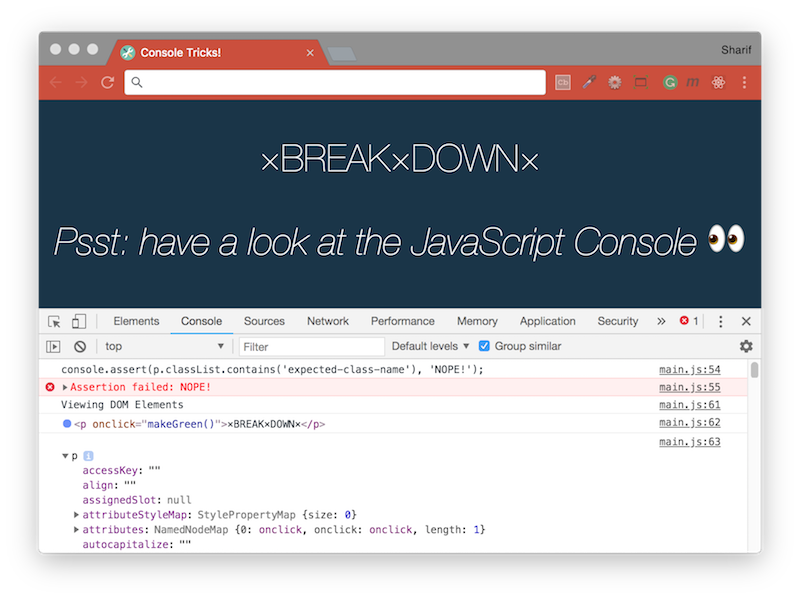 Console Tricks!
Sharif
Cb
G
m
×BREAK×DOWN×
Psst: have a look at the JavaScript Console 👀
Elements Console Sources Network Performance Memory Application Security » 1
top Filter Default levels Group similar
console.assert(p.classList.contains('expected-class-name'), 'NOPE!'); main.js:54
Assertion failed: NOPE! main.js:55
Viewing DOM Elements main.js:61
<p onclick="makeGreen()">×BREAK×DOWN×</p> main.js:62
main.js:63
p i
accessKey: ""
align: ""
assignedSlot: null
attributeStyleMap: StylePropertyMap {size: 0}
attributes: NamedNodeMap {0: onclick, onclick: onclick, length: 1}
autocapitalize: ""